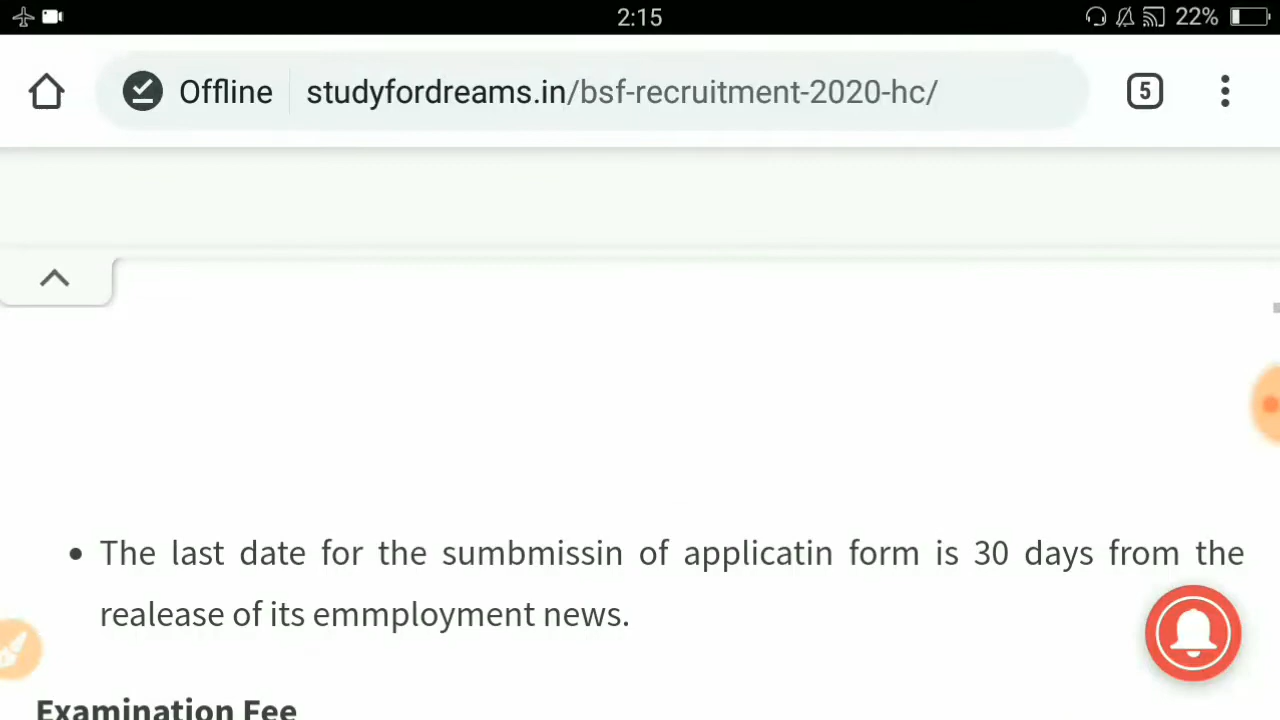 2:15
22%
Offline studyfordreams.in/bsf-recruitment-2020-hc/
5
• The last date for the sumbmissin of applicatin form is 30 days from the
realease of its emmployment news.
Examination Fee